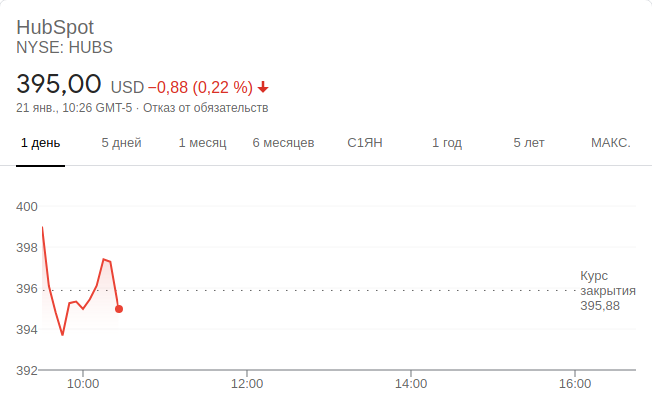 HubSpot
NYSE: HUBS
395,00 USD −0,88 (0,22 %)
21 янв., 10:26 GMT-5 · Отказ от обязательств
1 день 5 дней 1 месяц 6 месяцев С1ЯН 1 год 5 лет МАКС.
400
398
396
394
392
Курс
закрытия
395,88
10:00 12:00 14:00 16:00